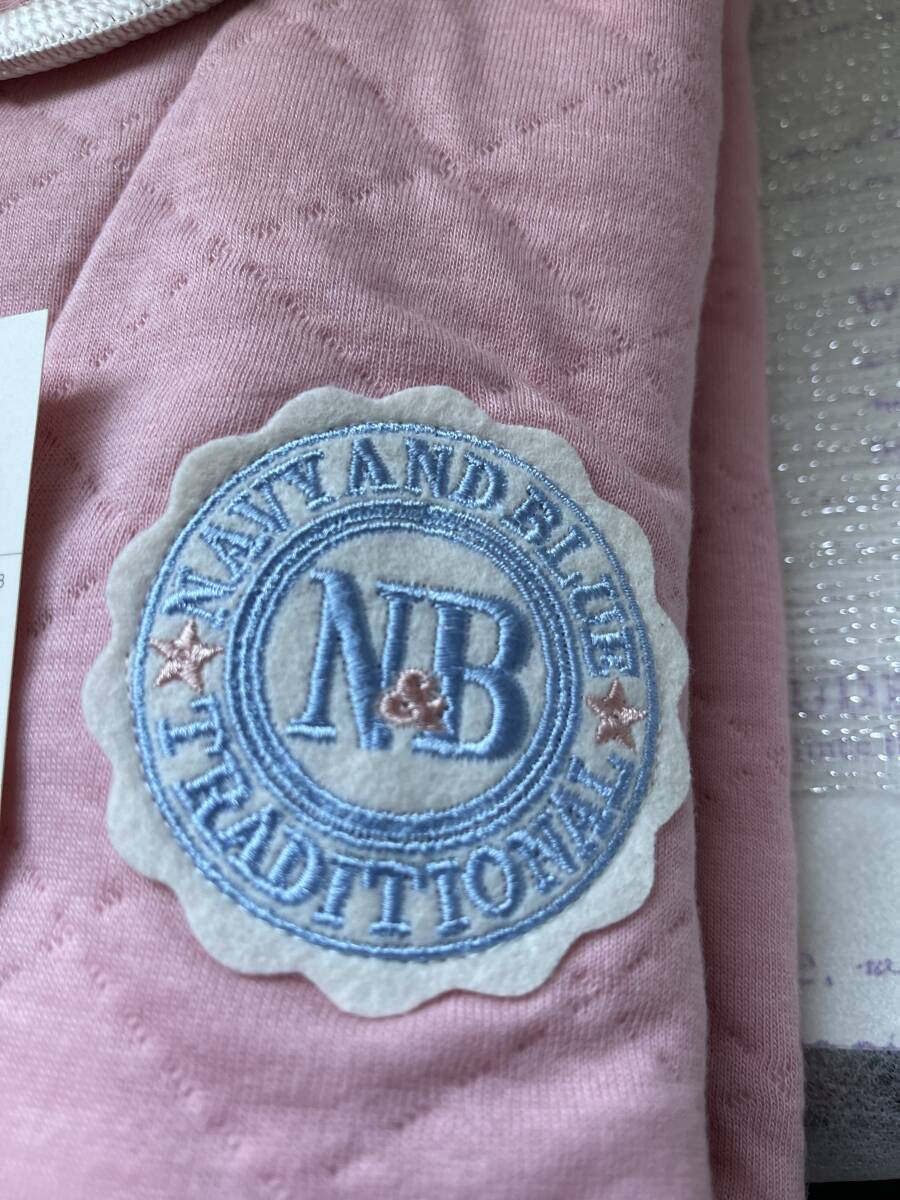 NAVY AND BLUE
N&B
TRADITIONAL